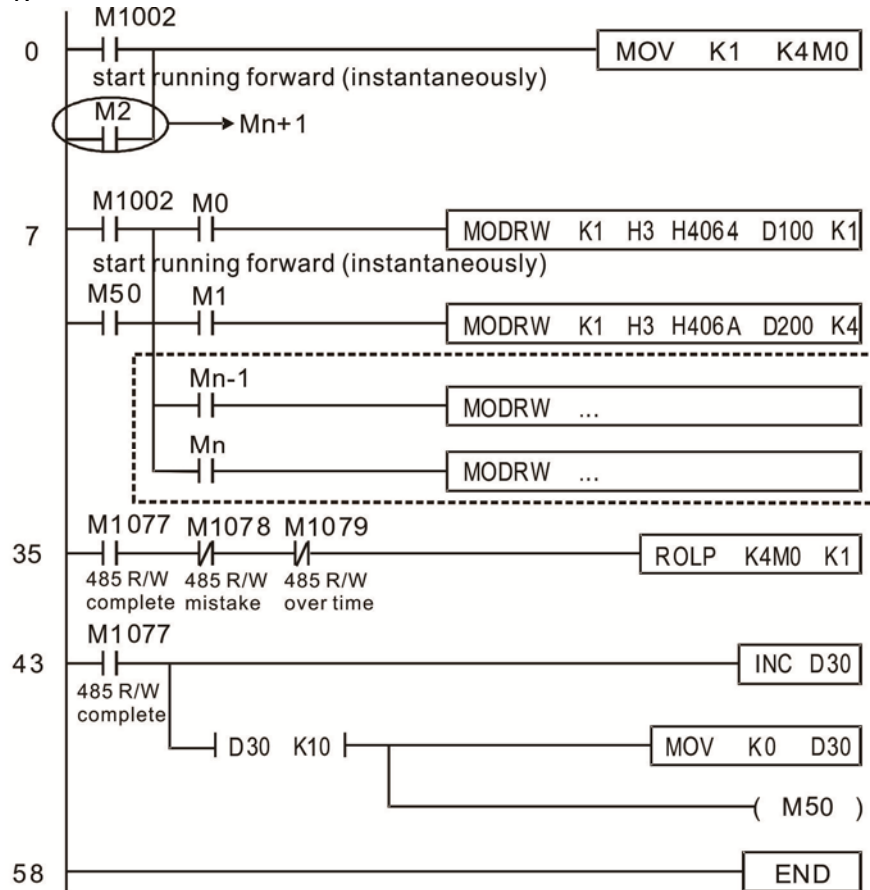 M1002
0 MOV K1 K4M0
start running forward (instantaneously)
M2
Mn+1
M1002 M0
7 MODRW K1 H3 H4064 D100 K1
start running forward (instantaneously)
M50 M1
MODRW K1 H3 H406A D200 K4
Mn-1
MODRW ...
Mn
MODRW ...
M1077 M1078 M1079
35 ROLP K4M0 K1
485 R/W 485 R/W 485 R/W
complete mistake over time
M1077
43 INC D30
485 R/W
complete
D30 K10 MOV K0 D30
( M50 )
58 END